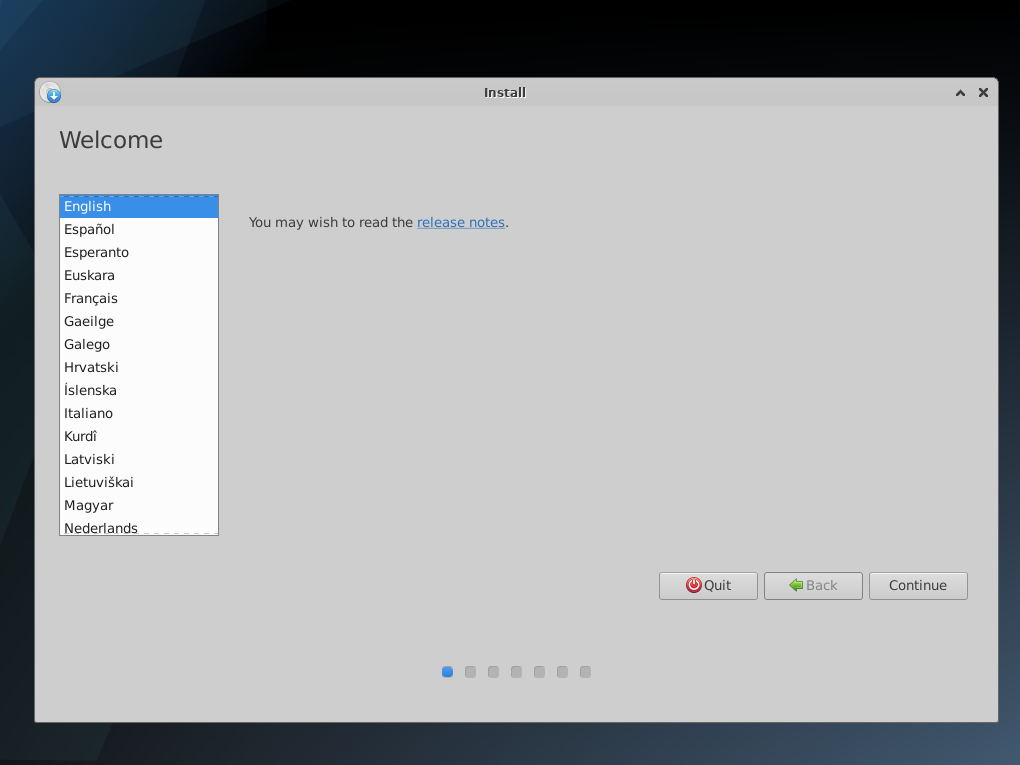 Install
Welcome
English
Español
Esperanto
Euskara
Français
Gaeilge
Galego
Hrvatski
Íslenska
Italiano
Kurdî
Latviski
Lietuviškai
Magyar
Nederlands
You may wish to read the release notes.
Quit
Back
Continue